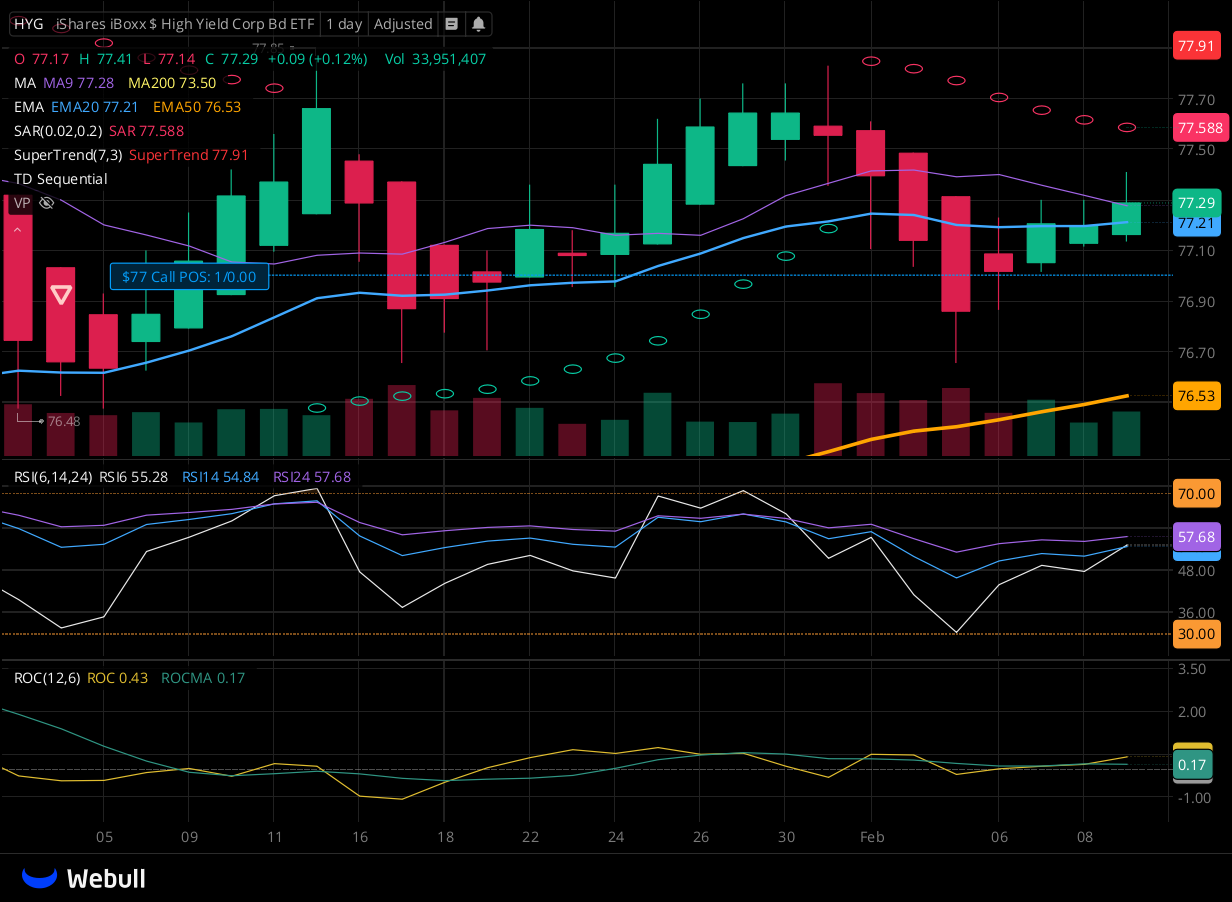 HYG iShares iBoxx $ High Yield Corp Bd ETF 1 day Adjusted
O 77.17 H 77.41 L 77.14 C 77.29 +0.09 (+0.12%) Vol 33,951,407
MA MA9 77.28 MA200 73.50
EMA EMA20 77.21 EMA50 76.53
SAR(0.02,0.2) SAR 77.588
SuperTrend(7,3) SuperTrend 77.91
TD Sequential
VP
$77 Call POS: 1/0.00
76.48
77.91
77.70
77.588
77.50
77.29
77.21
77.10
76.90
76.70
76.53
RSI(6,14,24) RSI6 55.28 RSI14 54.84 RSI24 57.68
70.00
57.68
48.00
36.00
30.00
ROC(12,6) ROC 0.43 ROCMA 0.17
3.50
2.00
0.17
-1.00
05 09 11 16 18 22 24 26 30 Feb 06 08
Webull